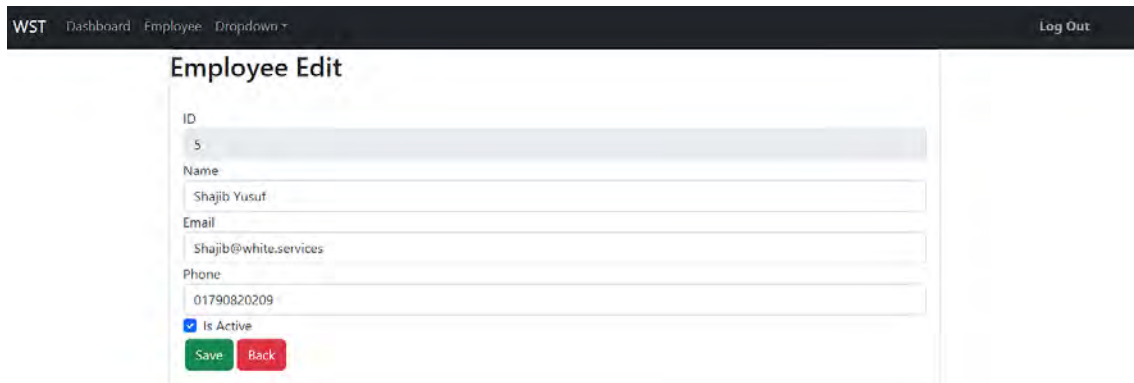 WST Dashboard Employee Dropdown Log Out
Employee Edit
ID
5
Name
Shajib Yusuf
Email
Shajib@white.services
Phone
01790820209
Is Active
Save Back